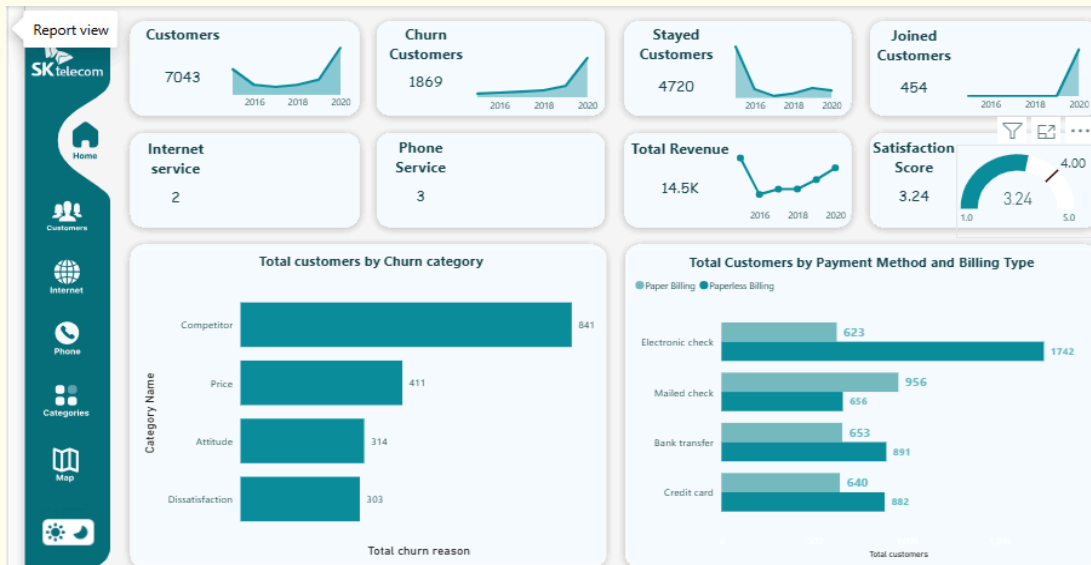 Report view
SK telecom
Home
Customers
Internet
Phone
Categories
Map
Customers
7043
2016 2018 2020
Churn
Customers
1869
2016 2018 2020
Stayed
Customers
4720
2016 2018 2020
Joined
Customers
454
2016 2018 2020
Internet
service
2
Phone
Service
3
Total Revenue
14.5K
2016 2018 2020
Satisfaction
Score
3.24
4.00
3.24
1.0 5.0
Total customers by Churn category
Category Name
Competitor 841
Price 411
Attitude 314
Dissatisfaction 303
Total churn reason
Total Customers by Payment Method and Billing Type
Paper Billing Paperless Billing
Electronic check 623
1742
Mailed check 956
656
Bank transfer 653
891
Credit card 640
882
Total customers